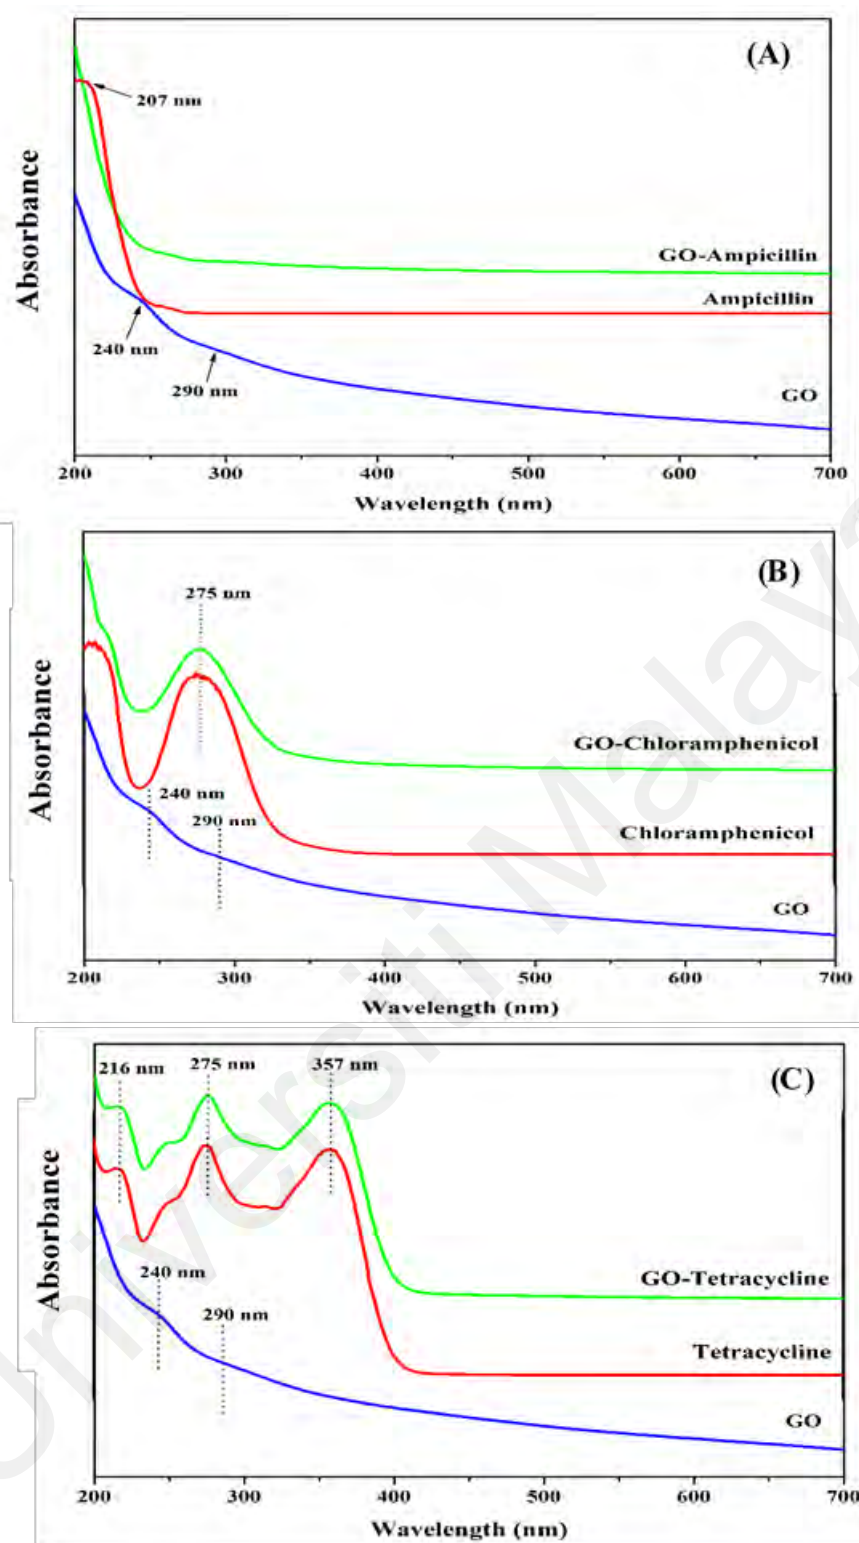 (A)
207 nm
Absorbance
GO-Ampicillin
Ampicillin
240 nm
290 nm
GO
200 300 400 500 600 700
Wavelength (nm)
(B)
275 nm
Absorbance
GO-Chloramphenicol
240 nm
290 nm
Chloramphenicol
GO
200 300 400 500 600 700
Wavelength (nm)
216 nm 275 nm 357 nm
(C)
Absorbance
240 nm
GO-Tetracycline
290 nm
Tetracycline
GO
200 300 400 500 600 700
Wavelength (nm)
Universiti Malaya